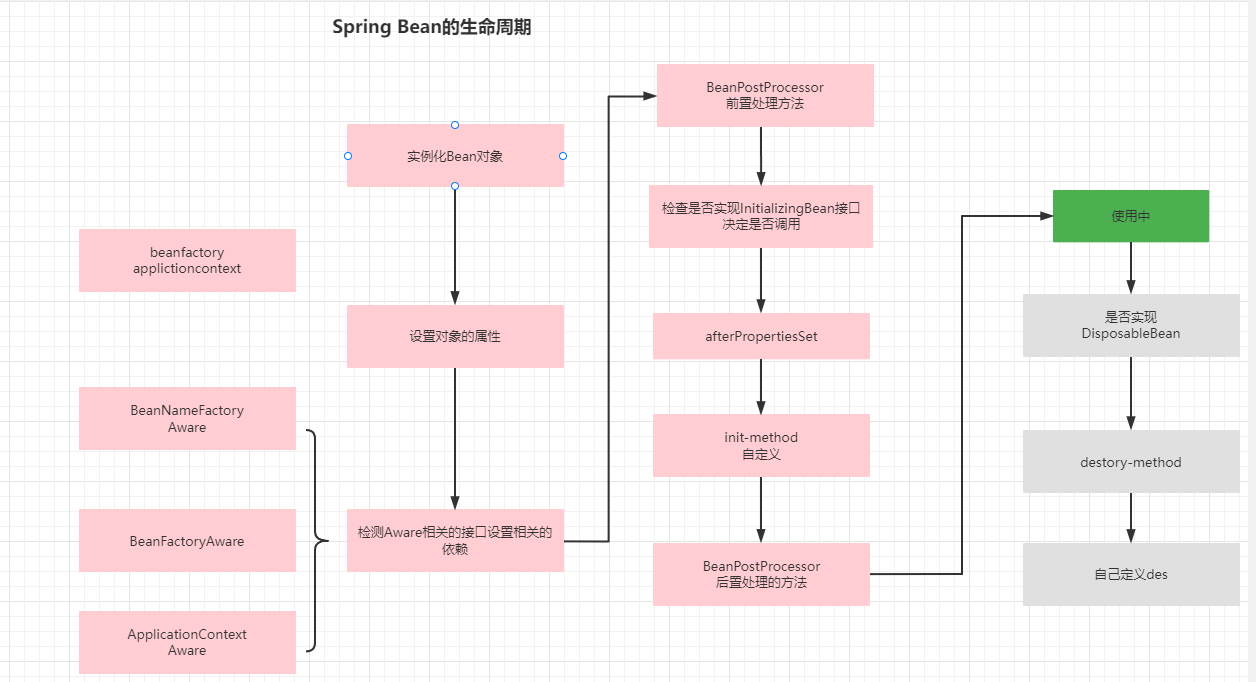 Spring Bean的生命周期
beanfactory
applictioncontext
BeanNameFactory
Aware
BeanFactoryAware
ApplicationContext
Aware
实例化Bean对象
设置对象的属性
检测Aware相关的接口设置相关的
依赖
BeanPostProcessor
前置处理方法
检查是否实现InitializingBean接口
决定是否调用
afterPropertiesSet
init-method
自定义
BeanPostProcessor
后置处理的方法
使用中
是否实现
DisposableBean
destory-method
自己定义des